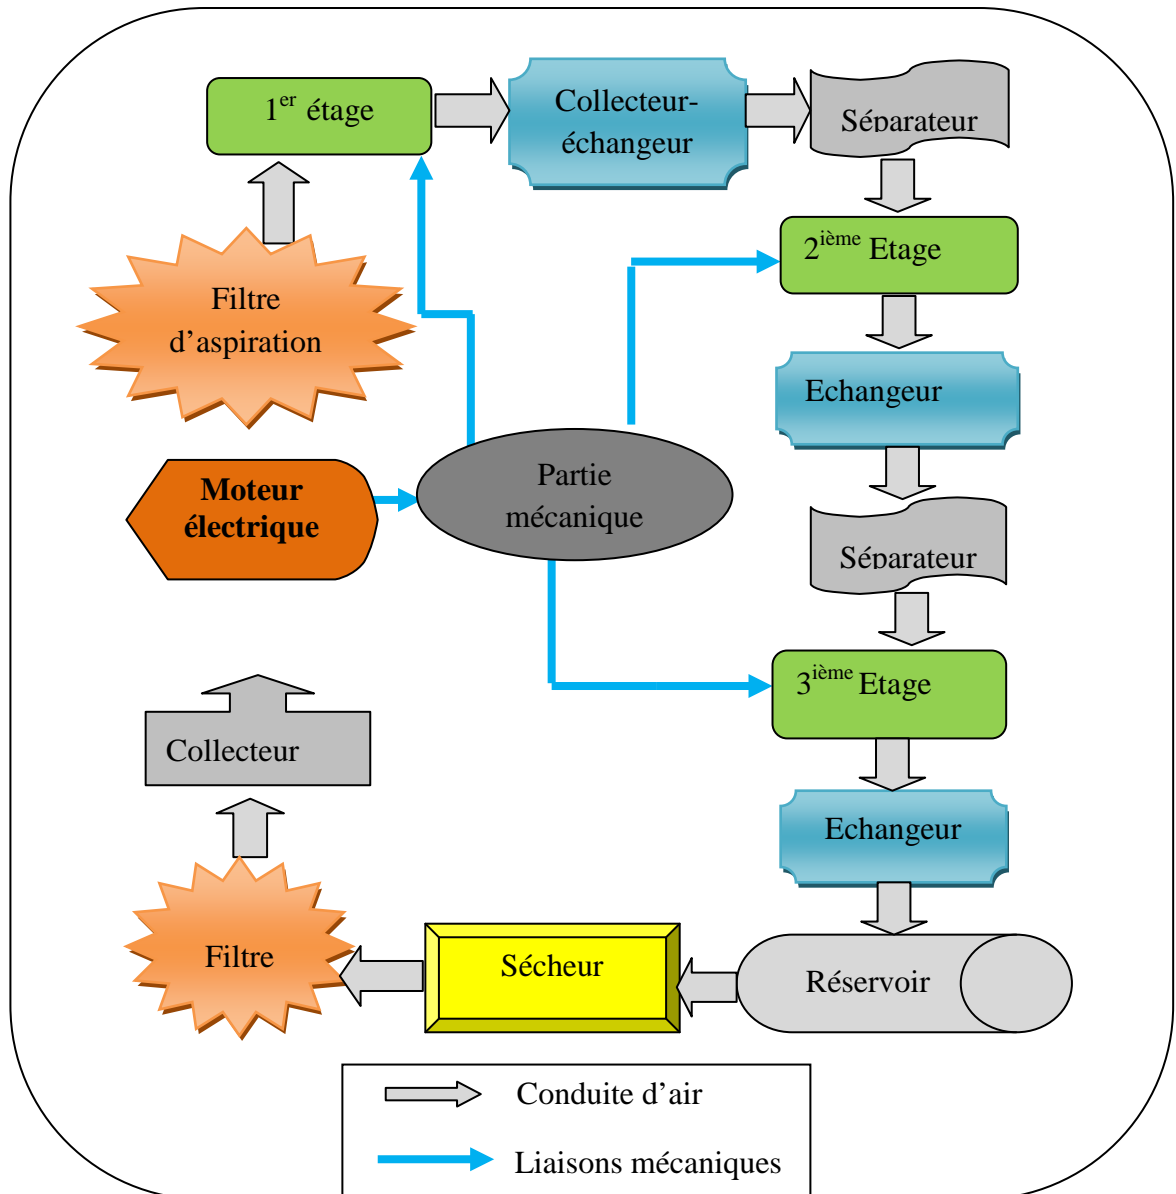 1er étage
Collecteur-
échangeur
Séparateur
2ième Etage
Filtre
d’aspiration
Echangeur
Moteur
électrique
Partie
mécanique
Séparateur
3ième Etage
Collecteur
Echangeur
Filtre
Sécheur
Réservoir
Conduite d’air
Liaisons mécaniques